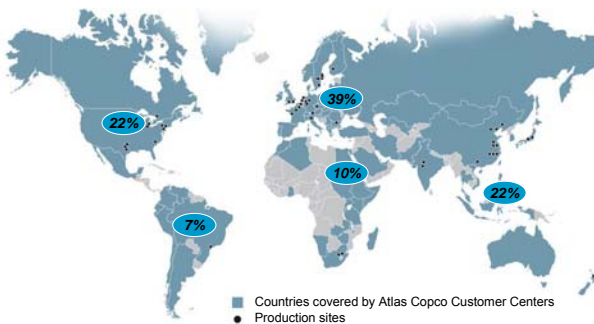 39%
22%
10%
22%
7%
Countries covered by Atlas Copco Customer Centers
Production sites